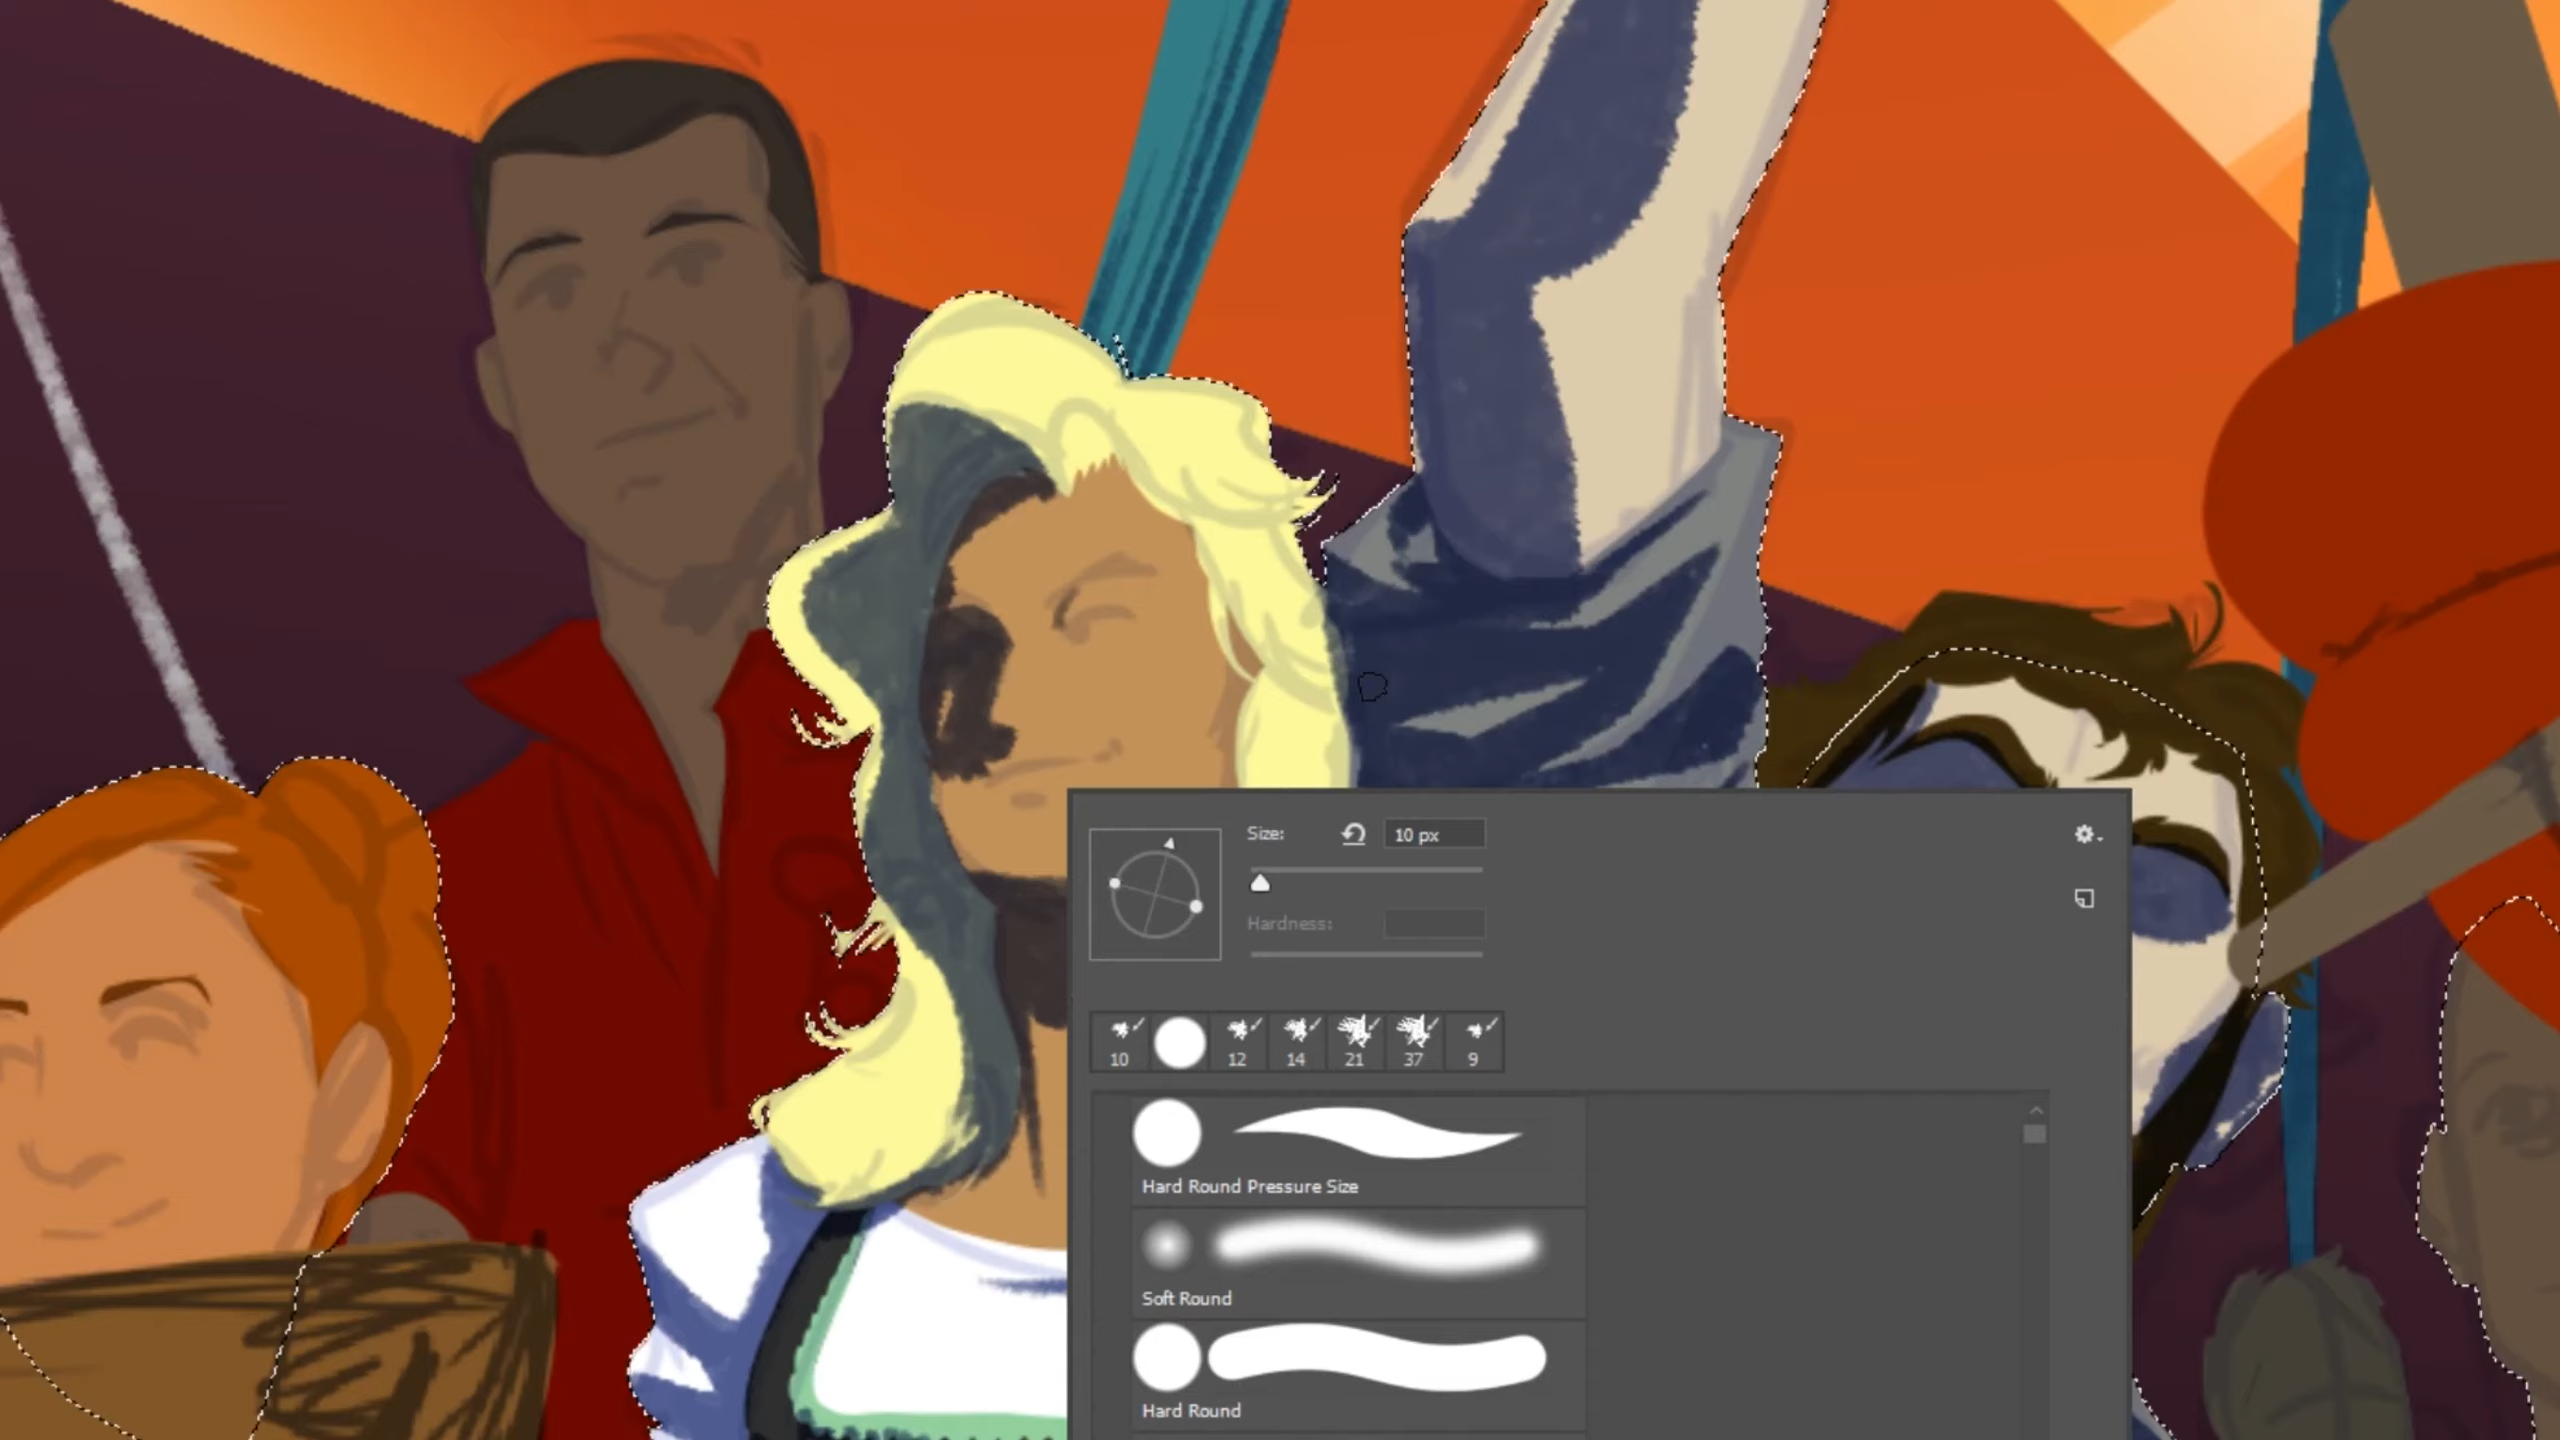 Size:
10 px
Hardness:
10 12 14 21 37 9
Hard Round Pressure Size
Soft Round
Hard Round